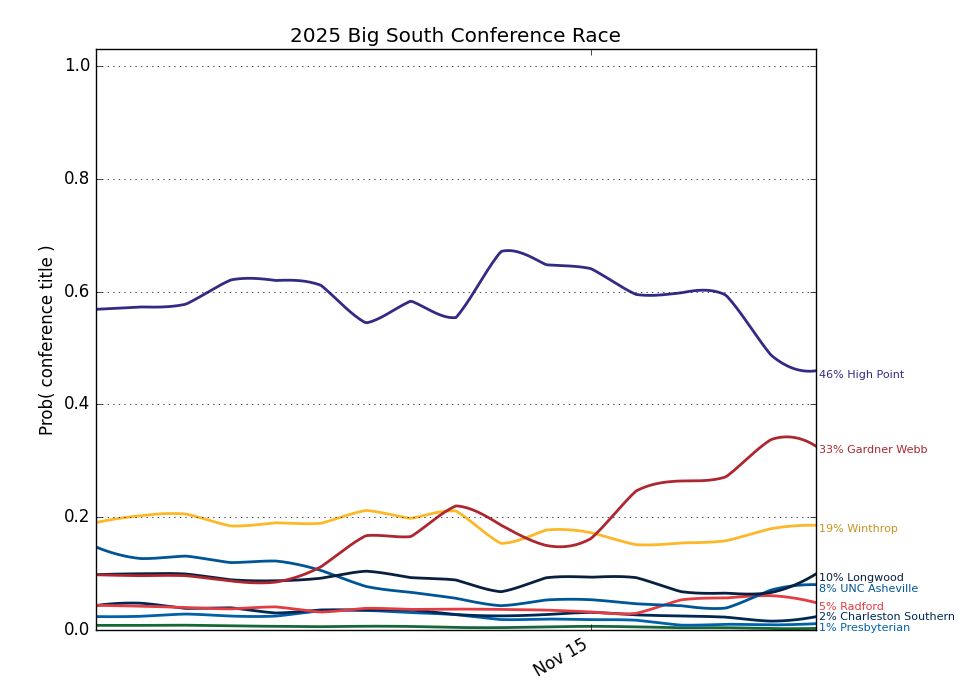 2025 Big South Conference Race
Prob( conference title )
1.0
0.8
0.6
0.4
0.2
0.0
Nov 15
46% High Point
33% Gardner Webb
19% Winthrop
10% Longwood
8% UNC Asheville
5% Radford
2% Charleston Southern
1% Presbyterian